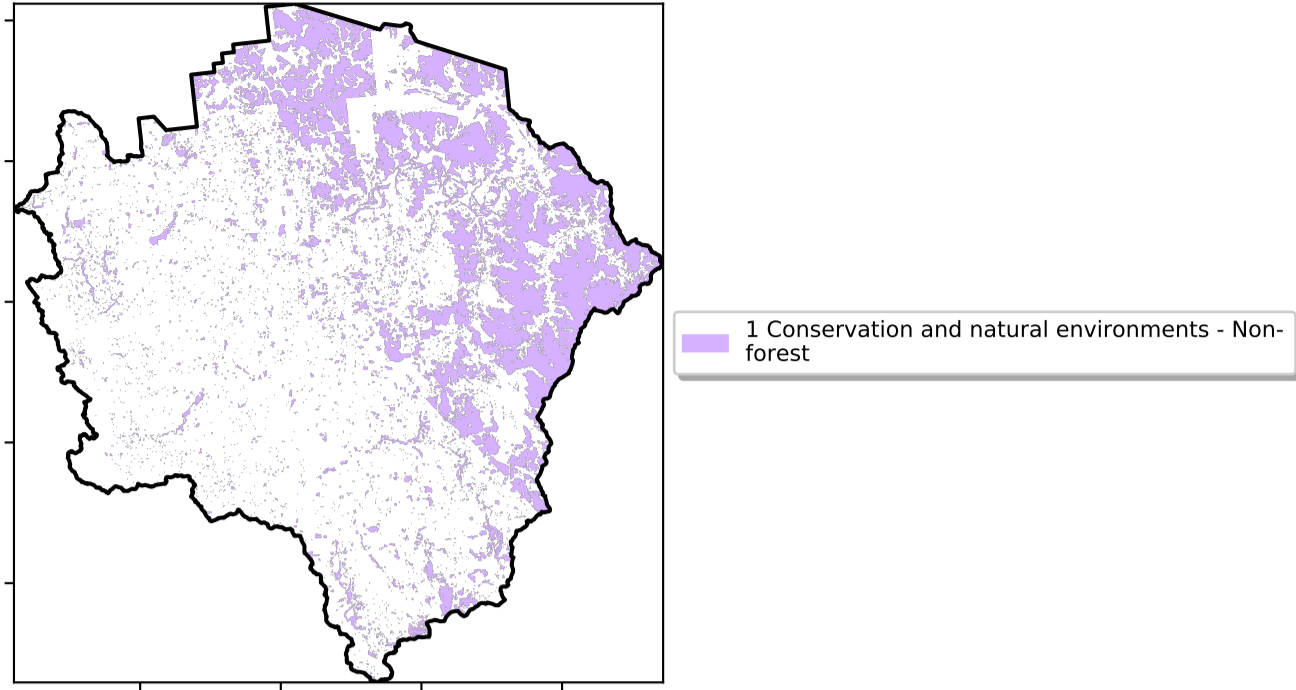 1 Conservation and natural environments - Non-
forest